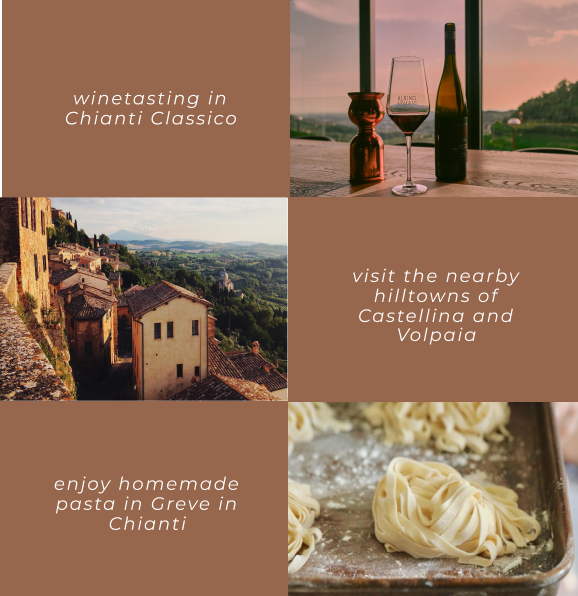 winetasting in
Chianti Classico
visit the nearby
hilltowns of
Castellina and
Volpaia
enjoy homemade
pasta in Greve in
Chianti